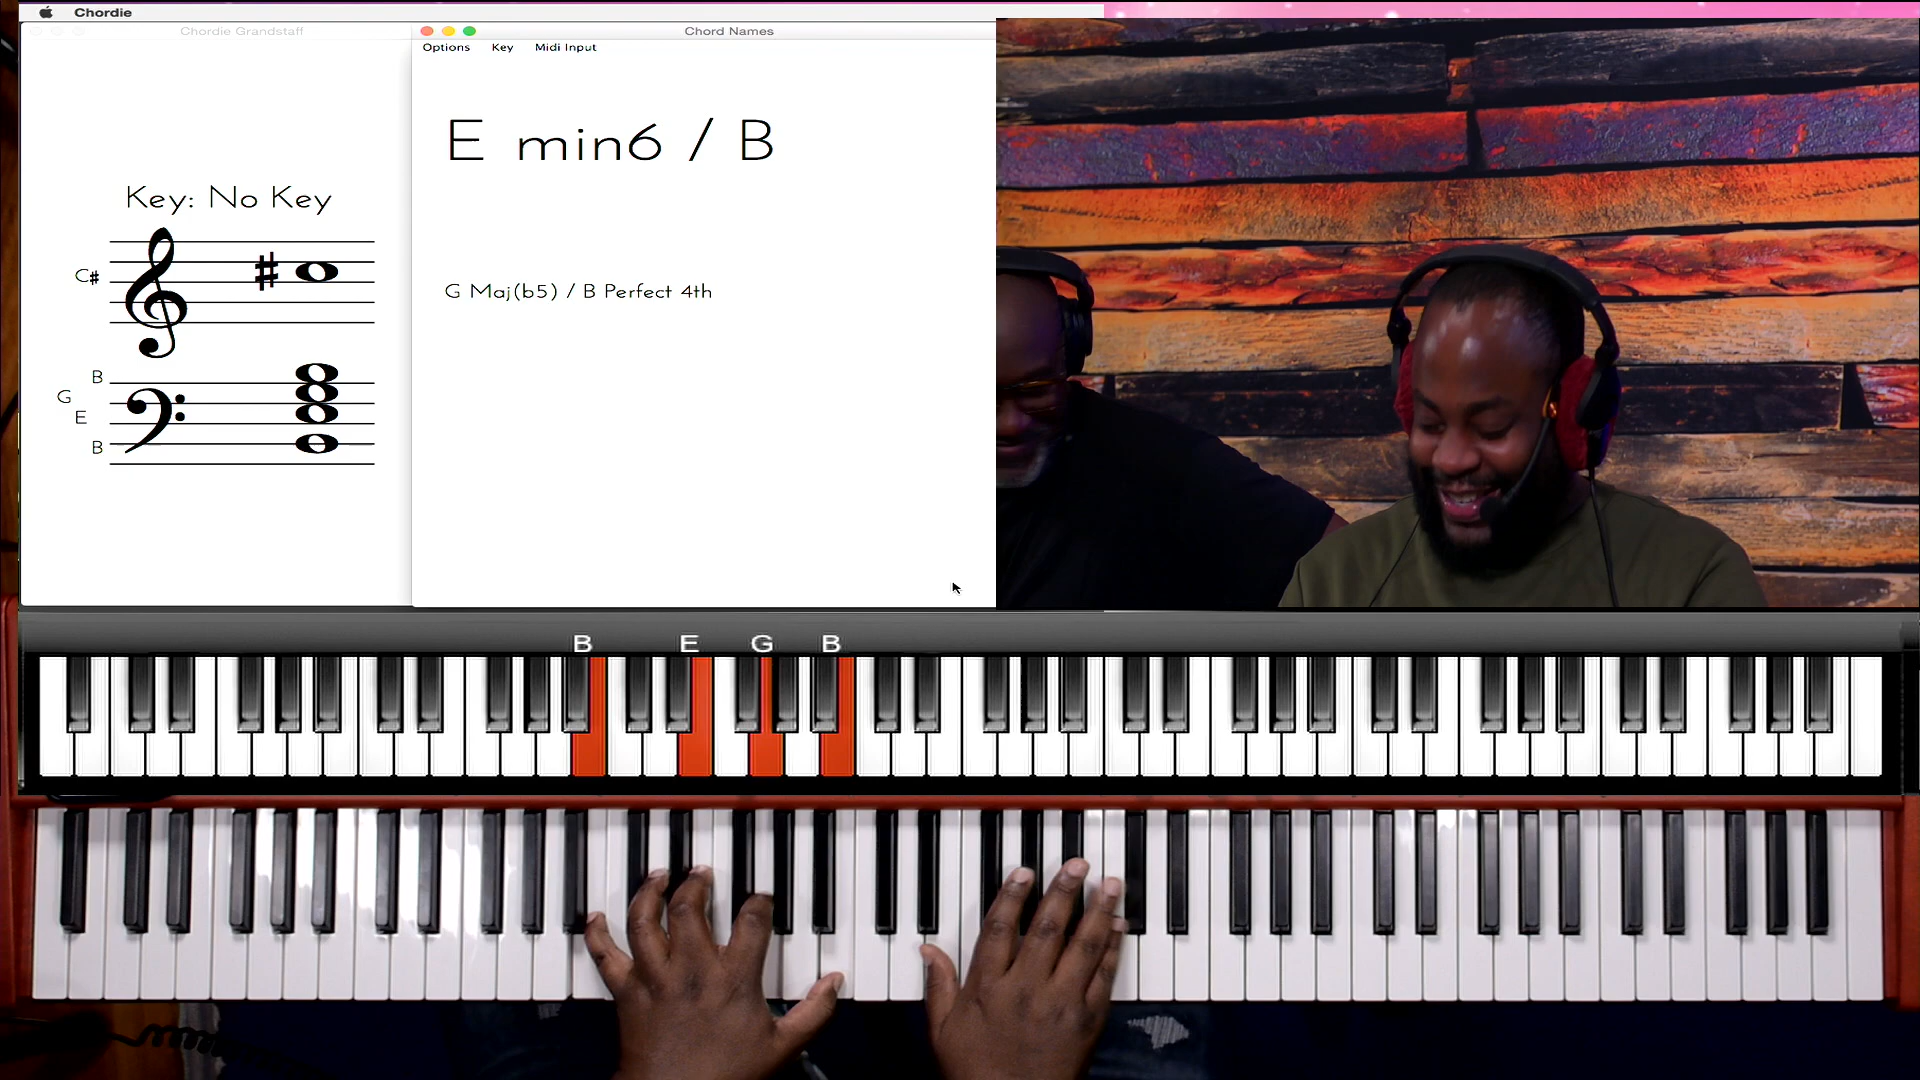 Chordie
Chordie Grandstaff
Chord Names
Options Key Midi Input
E min6 / B
G Maj(b5) / B Perfect 4th
Key: No Key
C#
B
G
E
B
B E G B